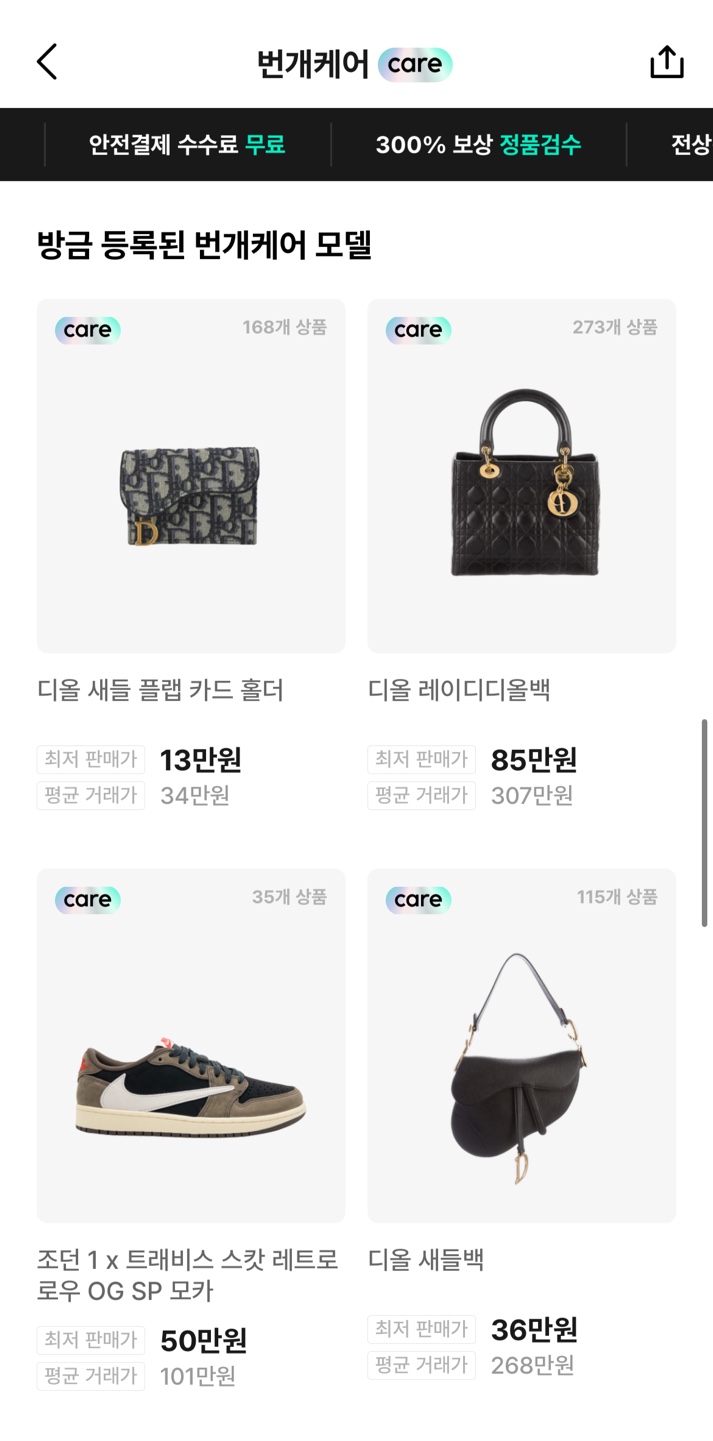 번개케어 care
안전결제 수수료 무료
300% 보상 정품검수
전상
방금 등록된 번개케어 모델
care 168개 상품
care 273개 상품
디올 새들 플랩 카드 홀더
최저 판매가 13만원
평균 거래가 34만원
디올 레이디디올백
최저 판매가 85만원
평균 거래가 307만원
care 35개 상품
care 115개 상품
조던 1 x 트래비스 스캇 레트로
로우 OG SP 모카
최저 판매가 50만원
평균 거래가 101만원
디올 새들백
최저 판매가 36만원
평균 거래가 268만원